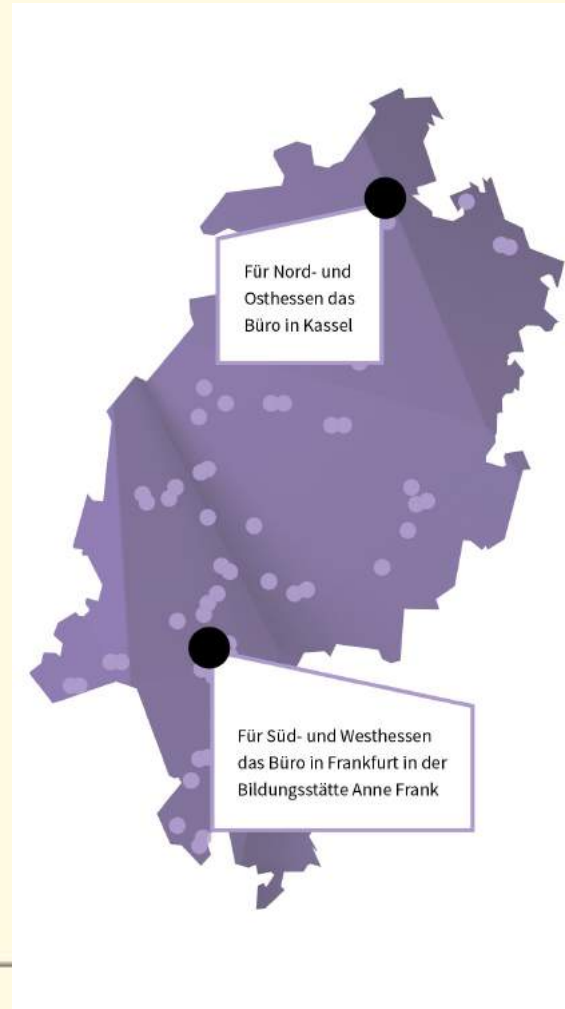 Für Nord- und
Osthessen das
Büro in Kassel
Für Süd- und Westhessen
das Büro in Frankfurt in der
Bildungsstätte Anne Frank